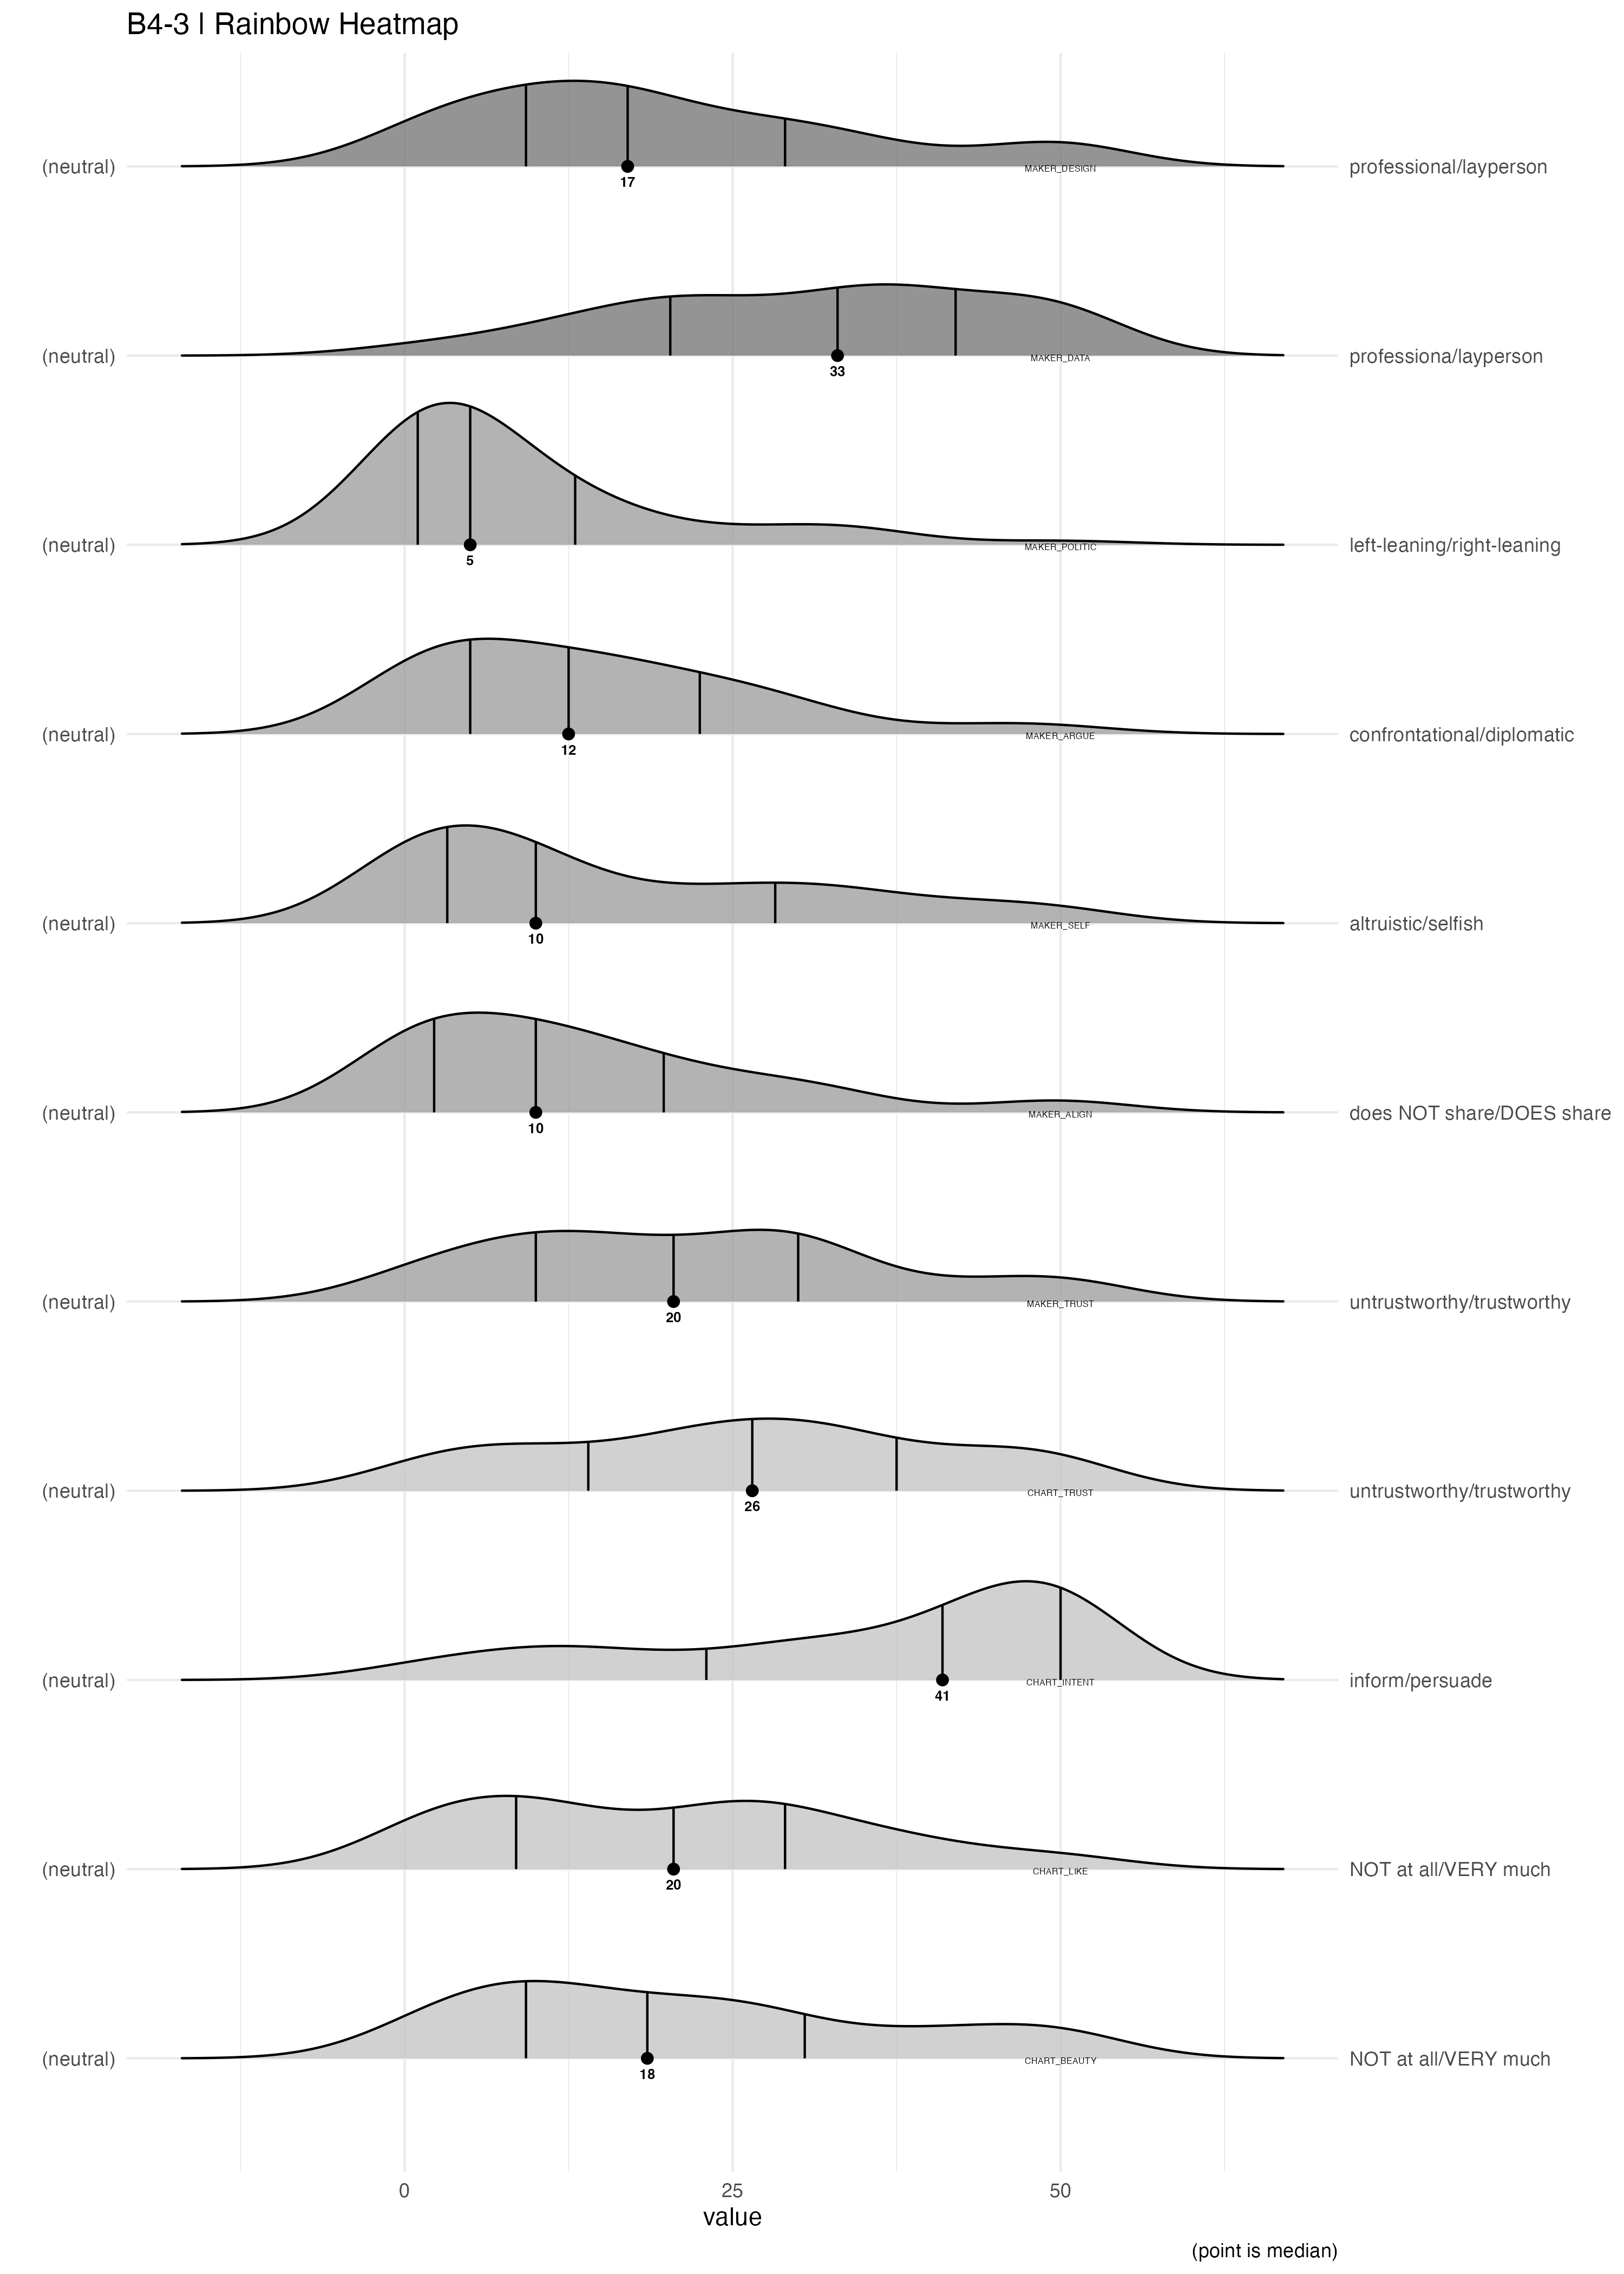 B4-3 | Rainbow Heatmap
(neutral) MAKER_DESIGN professional/layperson
17
(neutral) MAKER_DATA professiona/layperson
33
(neutral) MAKER_POLITIC left-leaning/right-leaning
5
(neutral) MAKER_ARGUE confrontational/diplomatic
12
(neutral) MAKER_SELF altruistic/selfish
10
(neutral) MAKER_ALIGN does NOT share/DOES share
10
(neutral) MAKER_TRUST untrustworthy/trustworthy
20
(neutral) CHART_TRUST untrustworthy/trustworthy
26
(neutral) CHART_INTENT inform/persuade
41
(neutral) CHART_LIKE NOT at all/VERY much
20
(neutral) CHART_BEAUTY NOT at all/VERY much
18
0 25 50
value
(point is median)